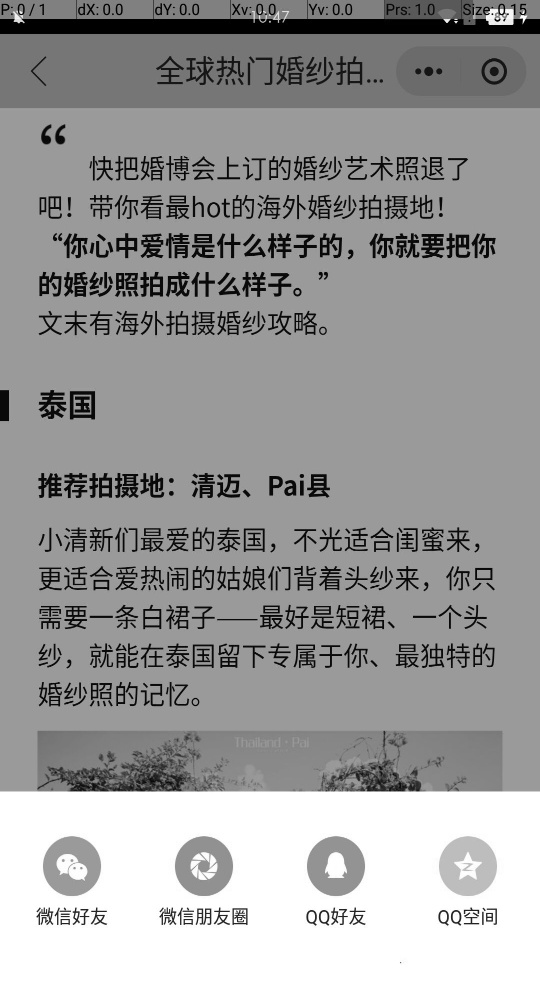 P: 0 / 1 dX: 0.0 dY: 0.0 Xv: 0.0 Yv: 0.0 Prs: 1.0 Size: 0.15
10:47 89
全球热门婚纱拍...
“
快把婚博会上订的婚纱艺术照退了
吧！带你看最hot的海外婚纱拍摄地！
“你心中爱情是什么样子的，你就要把你
的婚纱照拍成什么样子。”
文末有海外拍摄婚纱攻略。
泰国
推荐拍摄地：清迈、Pai县
小清新们最爱的泰国，不光适合闺蜜来，
更适合爱热闹的姑娘们背着头纱来，你只
需要一条白裙子——最好是短裙、一个头
纱，就能在泰国留下专属于你、最独特的
婚纱照的记忆。
Thailand · Pai
微信好友 微信朋友圈 QQ好友 QQ空间